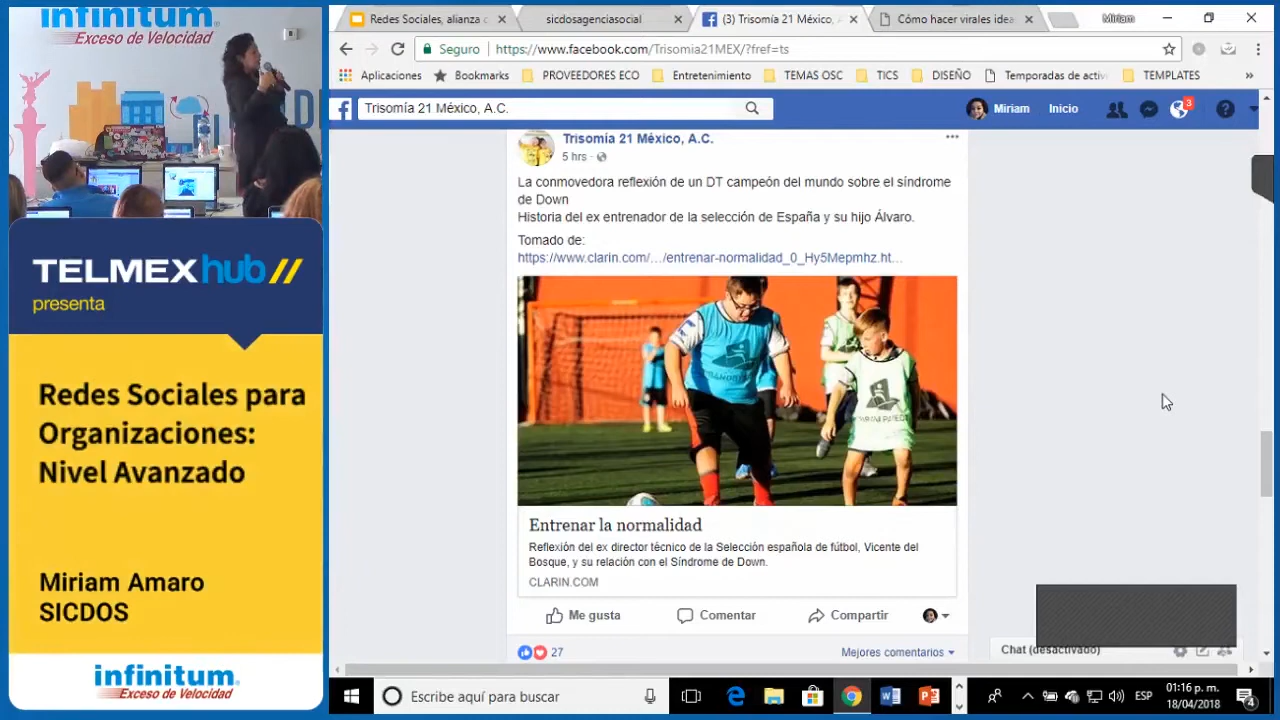 infinitum
Exceso de Velocidad
TELMEXhub//
presenta
Redes Sociales para
Organizaciones:
Nivel Avanzado
Miriam Amaro
SICDOS
infinitum®
Exceso de Velocidad
Redes Sociales, alianza c
sicdosagenciasocial
(3) Trisomía 21 México, A
Cómo hacer virales idea
Miriam
Seguro
https://www.facebook.com/Trisomia21MEX/?fref=ts
Aplicaciones
Bookmarks
PROVEEDORES ECO
Entretenimiento
TEMAS OSC
TICS
DISEÑO
Temporadas de activ
TEMPLATES
»
Trisomía 21 México, A.C.
Miriam
Inicio
3
Trisomía 21 México, A.C.
5 hrs ·
La conmovedora reflexión de un DT campeón del mundo sobre el síndrome
de Down
Historia del ex entrenador de la selección de España y su hijo Álvaro.
Tomado de:
https://www.clarin.com/…/entrenar-normalidad_0_Hy5Mepmhz.ht…
Entrenar la normalidad
Reflexión del ex director técnico de la Selección española de fútbol, Vicente del
Bosque, y su relación con el Síndrome de Down.
CLARIN.COM
Me gusta
Comentar
Compartir
27
Mejores comentarios
Chat (desactivado)
Escribe aquí para buscar
ESP
01:16 p. m.
18/04/2018
4